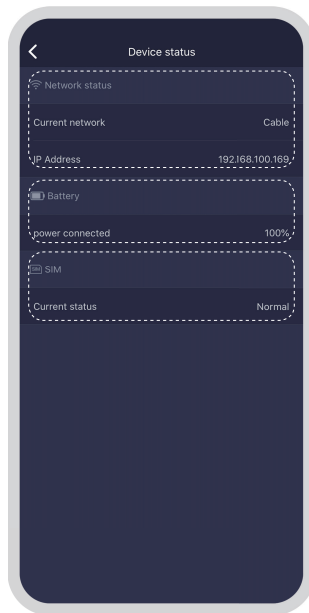 Device status
Network status
Current network Cable
IP Address 192.168.100.169
Battery
power connected 100%
SIM
Current status Normal